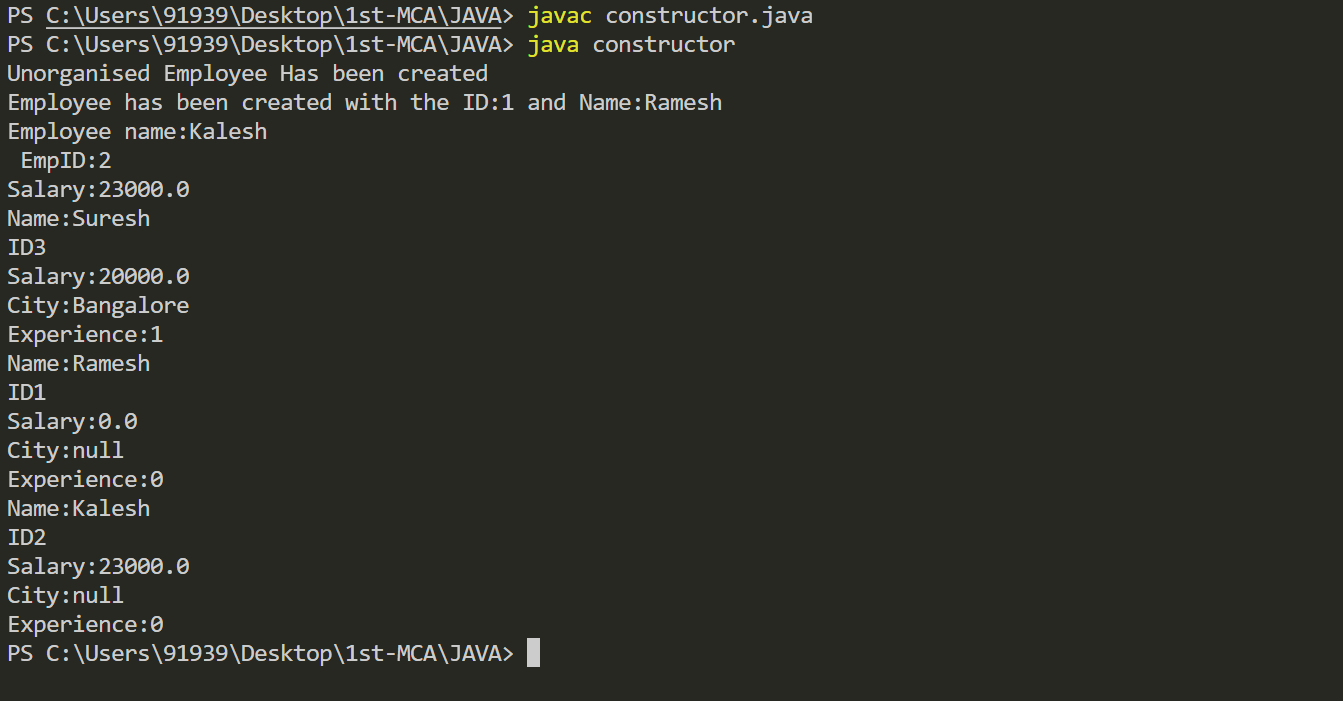 PS C:\Users\91939\Desktop\1st-MCA\JAVA> javac constructor.java
PS C:\Users\91939\Desktop\1st-MCA\JAVA> java constructor
Unorganised Employee Has been created
Employee has been created with the ID:1 and Name:Ramesh
Employee name:Kalesh
 EmpID:2
Salary:23000.0
Name:Suresh
ID3
Salary:20000.0
City:Bangalore
Experience:1
Name:Ramesh
ID1
Salary:0.0
City:null
Experience:0
Name:Kalesh
ID2
Salary:23000.0
City:null
Experience:0
PS C:\Users\91939\Desktop\1st-MCA\JAVA>